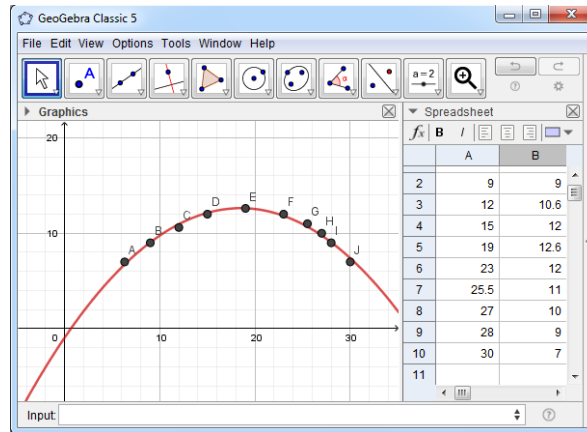 GeoGebra Classic 5
File Edit View Options Tools Window Help
A
α
a=2
Graphics
Spreadsheet
fx B I
20
10
0
10
20
30
A
B
C
D
E
F
G
H
I
J
A B
2 9 9
3 12 10.6
4 15 12
5 19 12.6
6 23 12
7 25.5 11
8 27 10
9 28 9
10 30 7
11
Input: